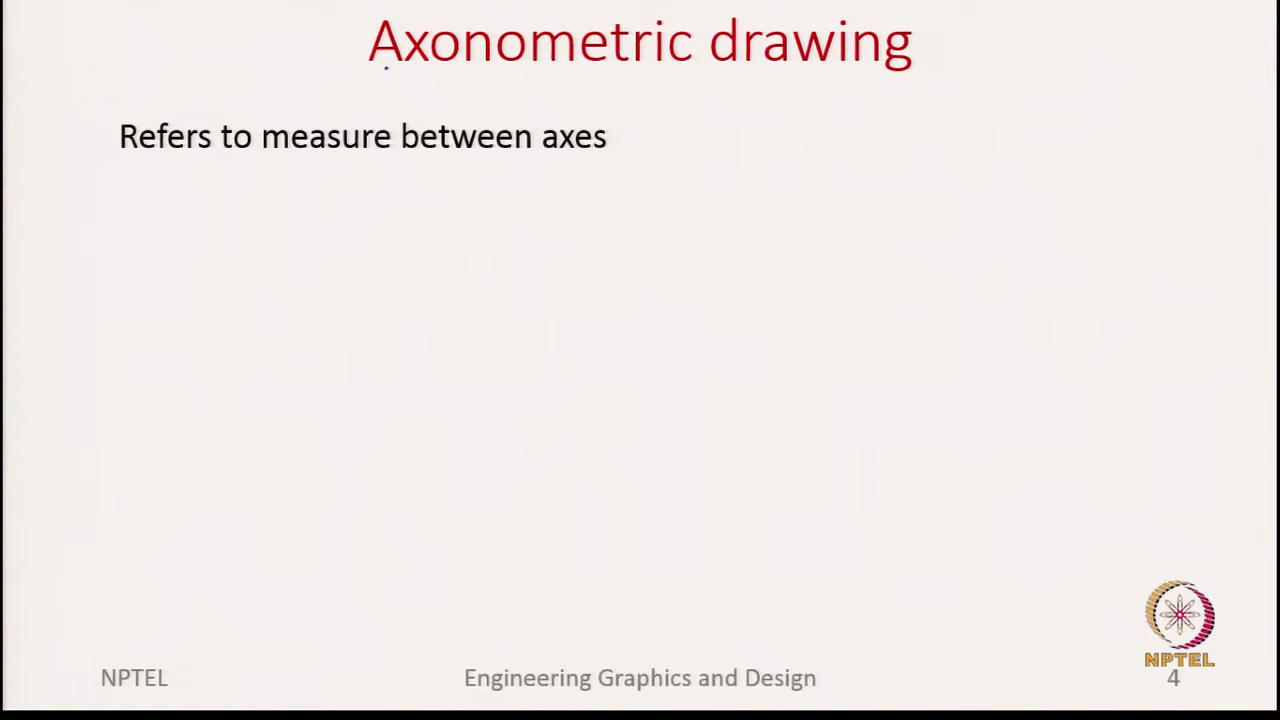 Axonometric drawing
Refers to measure between axes
NPTEL
NPTEL
Engineering Graphics and Design
4